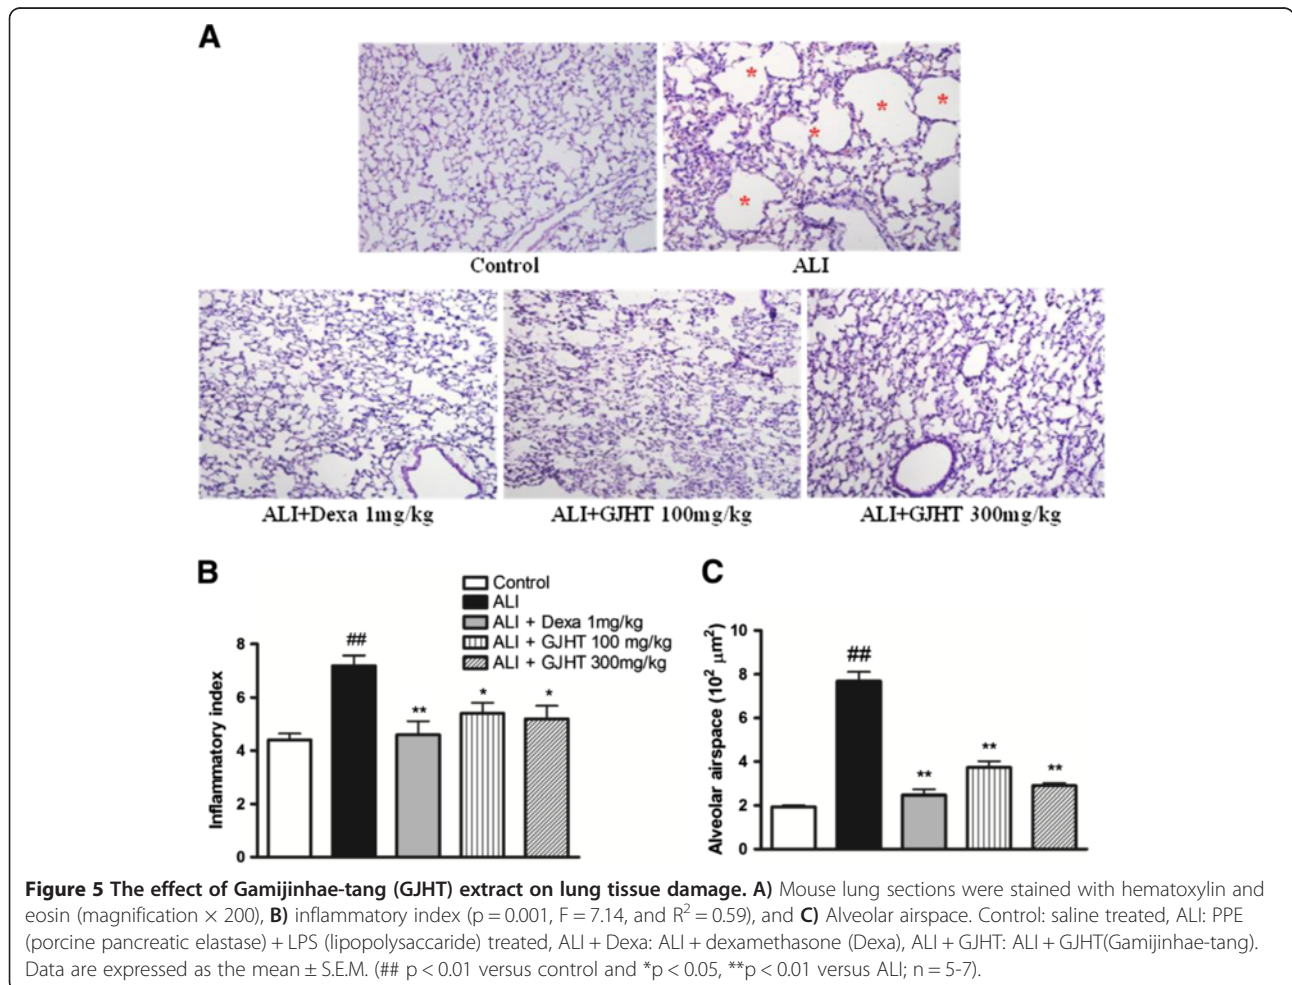 A
* * * * *
Control ALI
ALI+Dexa 1mg/kg ALI+GJHT 100mg/kg ALI+GJHT 300mg/kg
B
Control
ALI
ALI + Dexa 1mg/kg
ALI + GJHT 100 mg/kg
ALI + GJHT 300mg/kg
Inflammatory index
8
6
4
2
0
##
**
*
*
C
Alveolar airspace (10² µm²)
10
8
6
4
2
0
##
**
**
**
Figure 5 The effect of Gamijinhae-tang (GJHT) extract on lung tissue damage. A) Mouse lung sections were stained with hematoxylin and
eosin (magnification × 200), B) inflammatory index (p = 0.001, F = 7.14, and R² = 0.59), and C) Alveolar airspace. Control: saline treated, ALI: PPE
(porcine pancreatic elastase) + LPS (lipopolysaccaride) treated, ALI + Dexa: ALI + dexamethasone (Dexa), ALI + GJHT: ALI + GJHT(Gamijinhae-tang).
Data are expressed as the mean ± S.E.M. (## p < 0.01 versus control and *p < 0.05, **p < 0.01 versus ALI; n = 5-7).